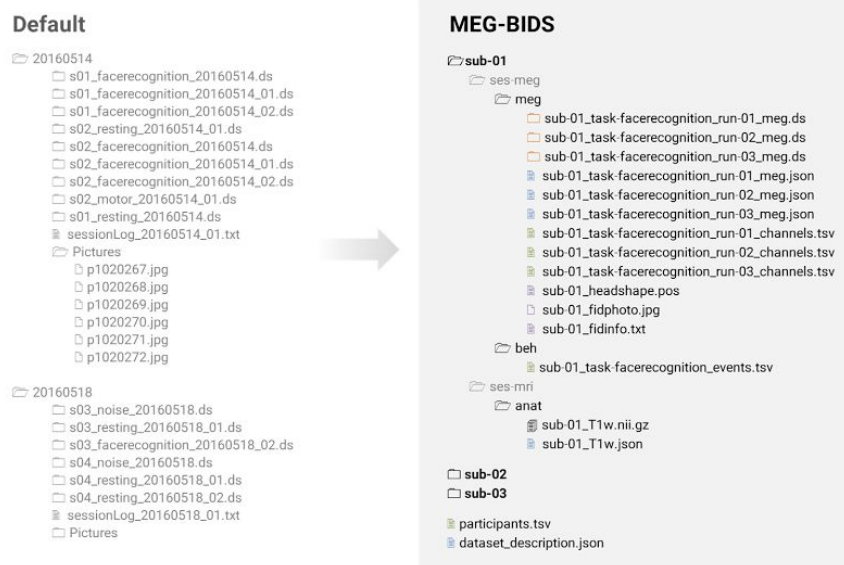 Default
20160514
s01_facerecognition_20160514.ds
s01_facerecognition_20160514_01.ds
s01_facerecognition_20160514_02.ds
s02_resting_20160514_01.ds
s02_facerecognition_20160514.ds
s02_facerecognition_20160514_01.ds
s02_facerecognition_20160514_02.ds
s02_motor_20160514_01.ds
s01_resting_20160514.ds
sessionLog_20160514_01.txt
Pictures
p1020267.jpg
p1020268.jpg
p1020269.jpg
p1020270.jpg
p1020271.jpg
p1020272.jpg
20160518
s03_noise_20160518.ds
s03_resting_20160518_01.ds
s03_facerecognition_20160518_02.ds
s04_noise_20160518.ds
s04_resting_20160518_01.ds
s04_resting_20160518_02.ds
sessionLog_20160518_01.txt
Pictures
MEG-BIDS
sub-01
ses-meg
meg
sub-01_task-facerecognition_run-01_meg.ds
sub-01_task-facerecognition_run-02_meg.ds
sub-01_task-facerecognition_run-03_meg.ds
sub-01_task-facerecognition_run-01_meg.json
sub-01_task-facerecognition_run-02_meg.json
sub-01_task-facerecognition_run-03_meg.json
sub-01_task-facerecognition_run-01_channels.tsv
sub-01_task-facerecognition_run-02_channels.tsv
sub-01_task-facerecognition_run-03_channels.tsv
sub-01_headshape.pos
sub-01_fidphoto.jpg
sub-01_fidinfo.txt
beh
sub-01_task-facerecognition_events.tsv
ses-mri
anat
sub-01_T1w.nii.gz
sub-01_T1w.json
sub-02
sub-03
participants.tsv
dataset_description.json